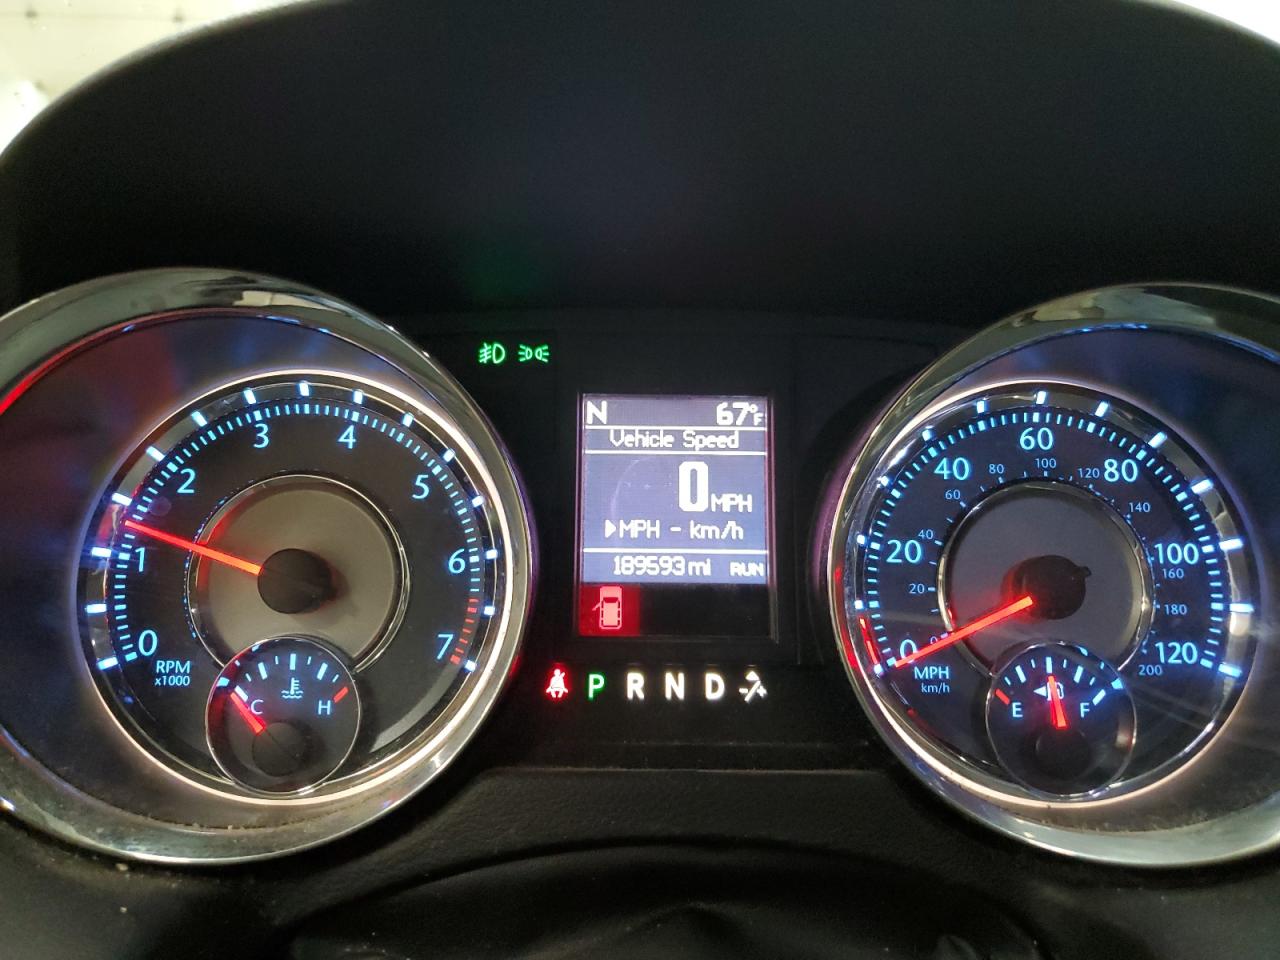 N 67°F
Vehicle Speed
0 MPH
MPH - km/h
189593 mi RUN
P R N D
0 1 2 3 4 5 6 7
RPM
x1000
C H
0 20 40 60 80 100 120
0 20 40 60 80 100 120 140 160 180 200
MPH
km/h
E F